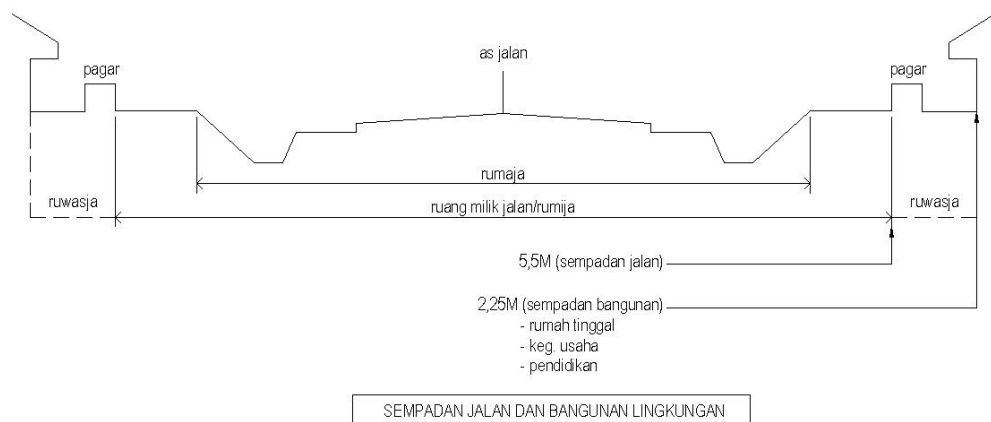 as jalan
pagar
pagar
rumaja
ruwasja
ruang milik jalan/rumija
ruwasja
5,5M (sempadan jalan)
2,25M (sempadan bangunan)
- rumah tinggal
- keg. usaha
- pendidikan
SEMPADAN JALAN DAN BANGUNAN LINGKUNGAN